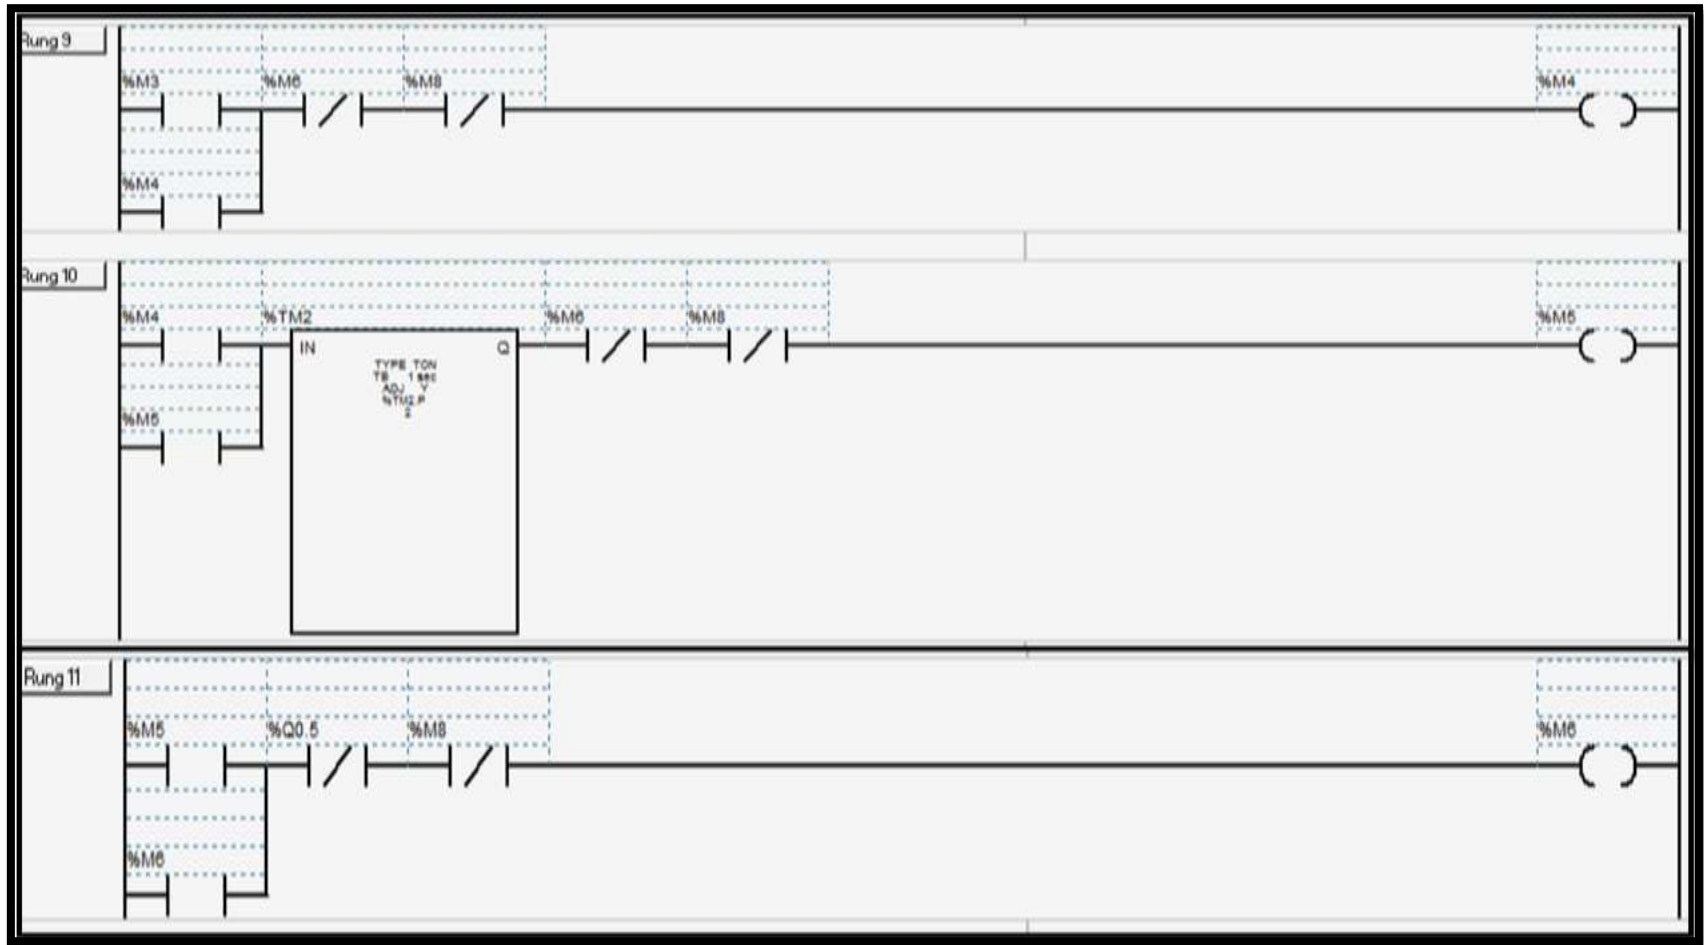 Rung 9
%M3 %M6 %M8 %M4
%M4
Rung 10
%M4 %TM2 %M6 %M8 %M5
IN Q
TYPE TON
TB 1 sec
ADJ Y
%TM2.P
2
%M5
Rung 11
%M5 %Q0.5 %M8 %M6
%M6